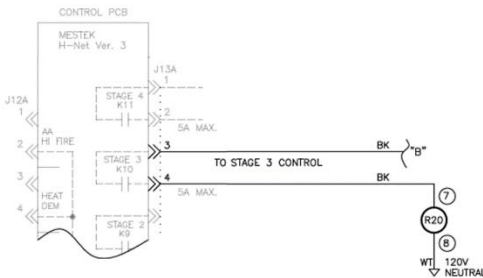 CONTROL PCB
MESTEK
H-Net Ver. 3
J13A
1
J12A
1
STAGE 4
K11
2
5A MAX.
AA
HI FIRE
2
3
BK
"B"
TO STAGE 3 CONTROL
STAGE 3
K10
3
4
BK
5A MAX.
HEAT
DEM
4
7
R20
STAGE 2
K9
8
WT
120V
NEUTRAL